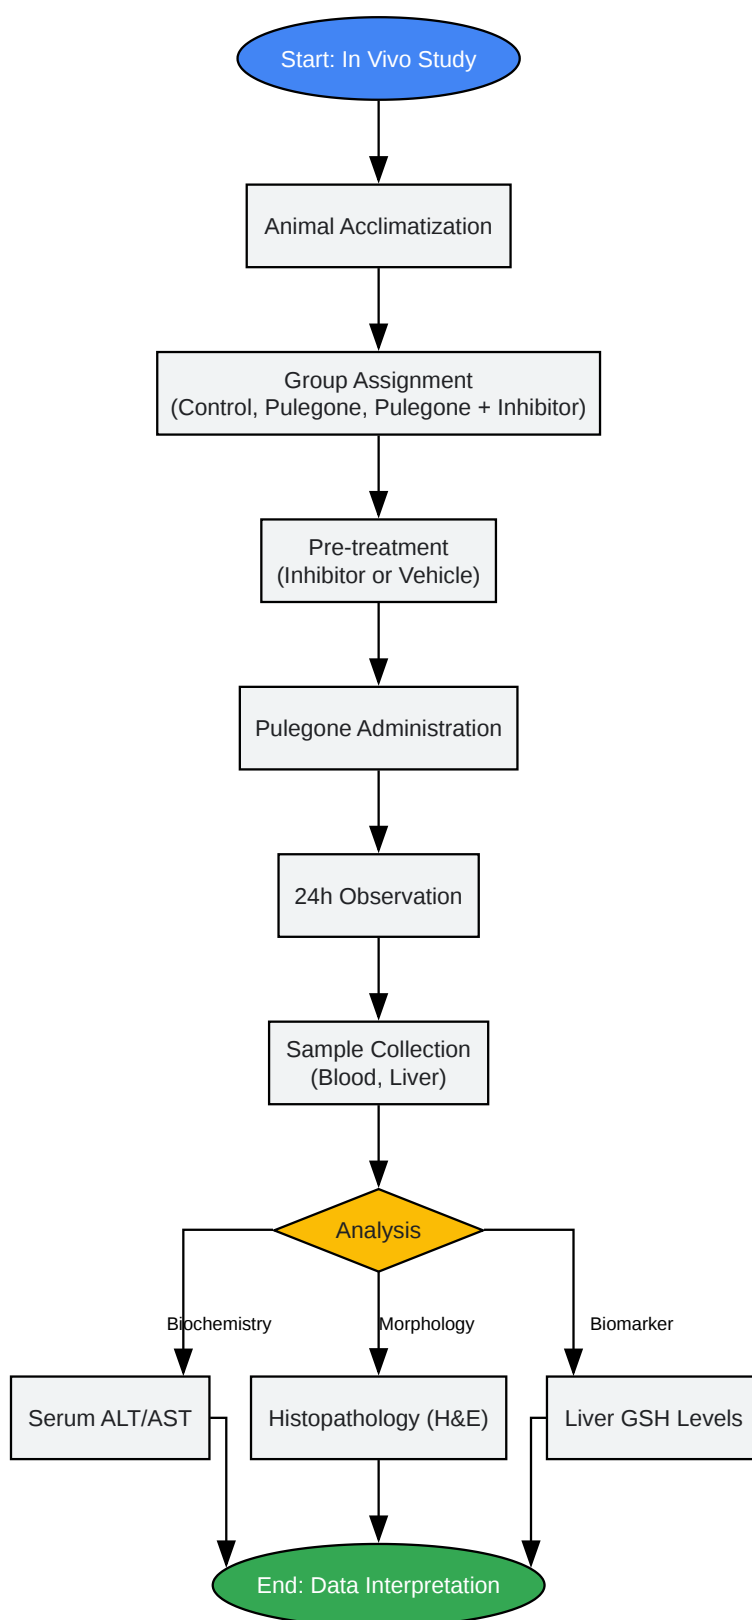 Start: In Vivo Study
Animal Acclimatization
Group Assignment
(Control, Pulegone, Pulegone + Inhibitor)
Pre-treatment
(Inhibitor or Vehicle)
Pulegone Administration
24h Observation
Sample Collection
(Blood, Liver)
Analysis
Biochemistry
Morphology
Biomarker
Serum ALT/AST
Histopathology (H&E)
Liver GSH Levels
End: Data Interpretation